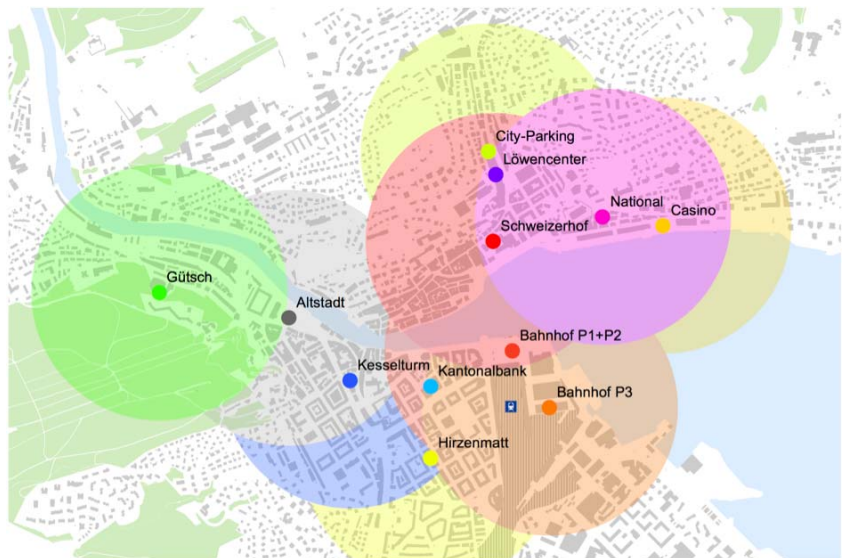 City-Parking
Löwencenter
National
Casino
Schweizerhof
Gütsch
Altstadt
Bahnhof P1+P2
Kesselturm
Kantonalbank
Bahnhof P3
Hirzenmatt